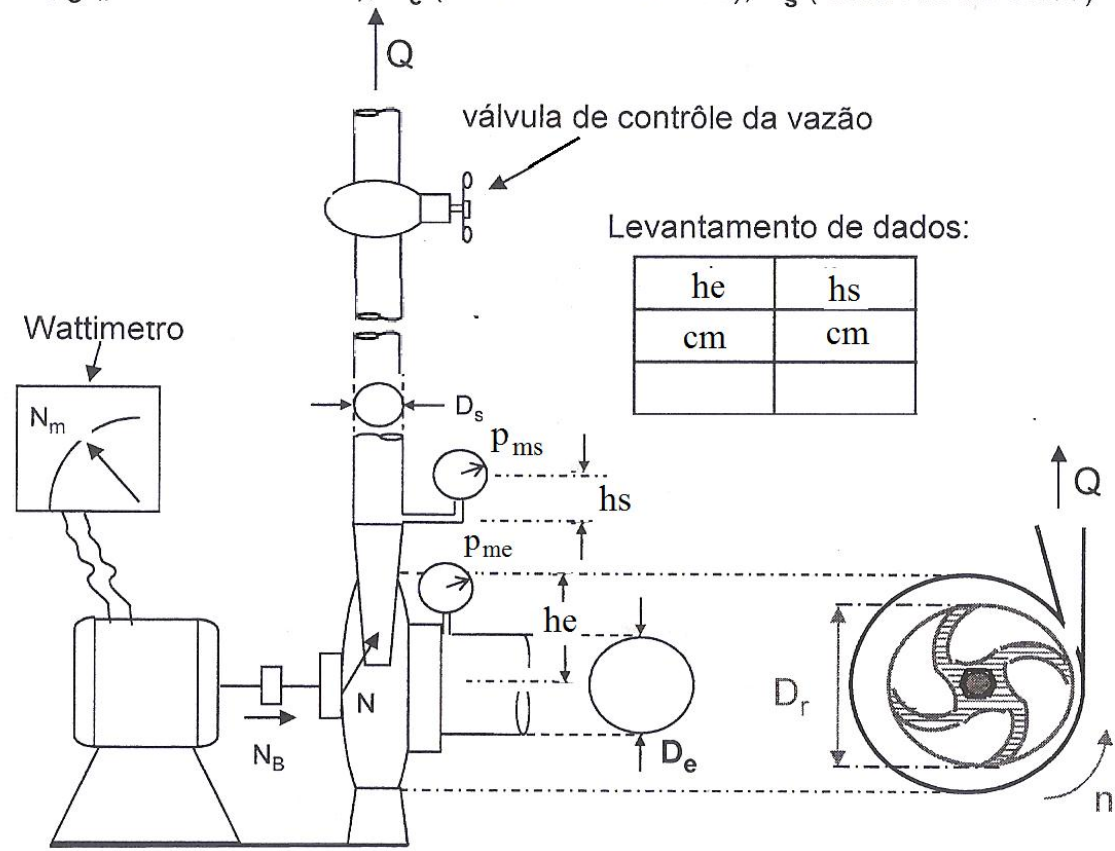 Q
válvula de contrôle da vazão
Levantamento de dados:
he hs
cm cm
Wattimetro
N_m
D_s
p_ms
hs
Q
p_me
he
D_r
N
N_B
D_e
n